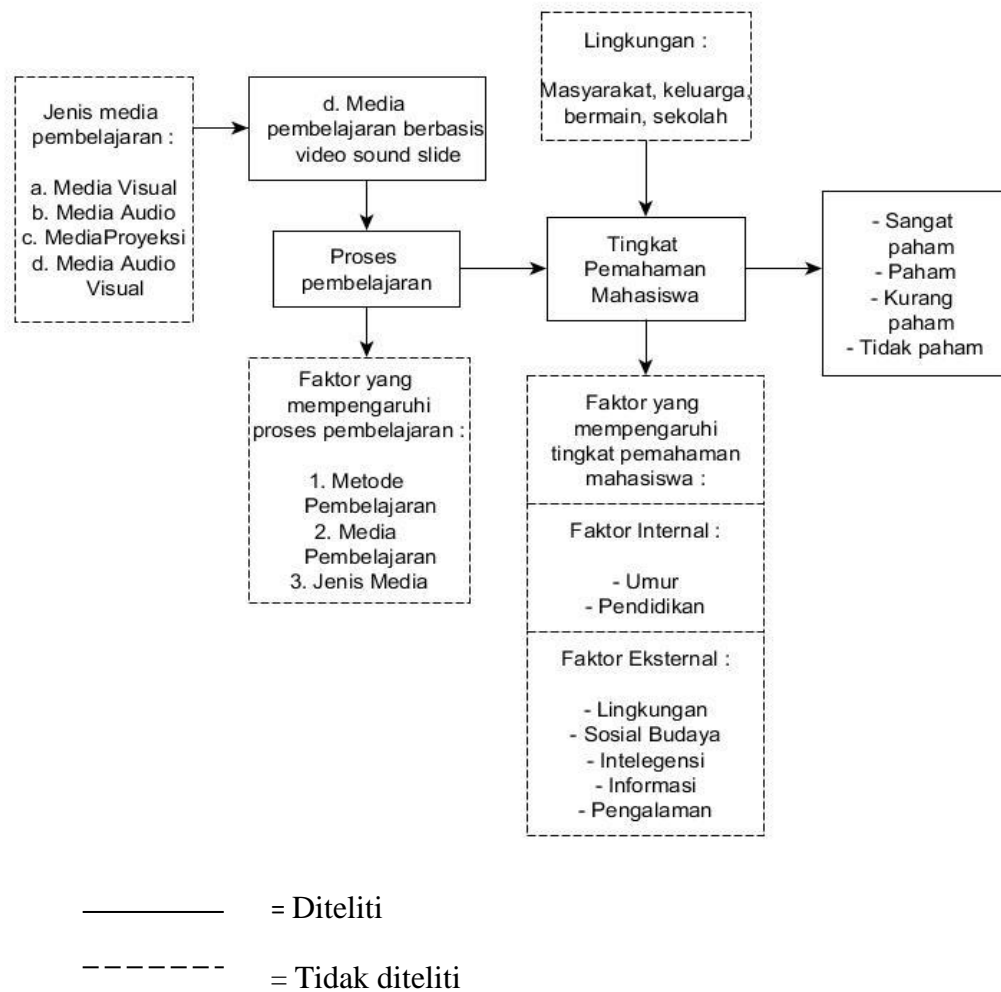 Jenis media
pembelajaran :
a. Media Visual
b. Media Audio
c. MediaProyeksi
d. Media Audio
Visual
d. Media
pembelajaran berbasis
video sound slide
Lingkungan :
Masyarakat, keluarga,
bermain, sekolah
Proses
pembelajaran
Tingkat
Pemahaman
Mahasiswa
- Sangat
paham
- Paham
- Kurang
paham
- Tidak paham
Faktor yang
mempengaruhi
proses pembelajaran :
1. Metode
Pembelajaran
2. Media
Pembelajaran
3. Jenis Media
Faktor yang
mempengaruhi
tingkat pemahaman
mahasiswa :
Faktor Internal :
- Umur
- Pendidikan
Faktor Eksternal :
- Lingkungan
- Sosial Budaya
- Intelegensi
- Informasi
- Pengalaman
= Diteliti
= Tidak diteliti